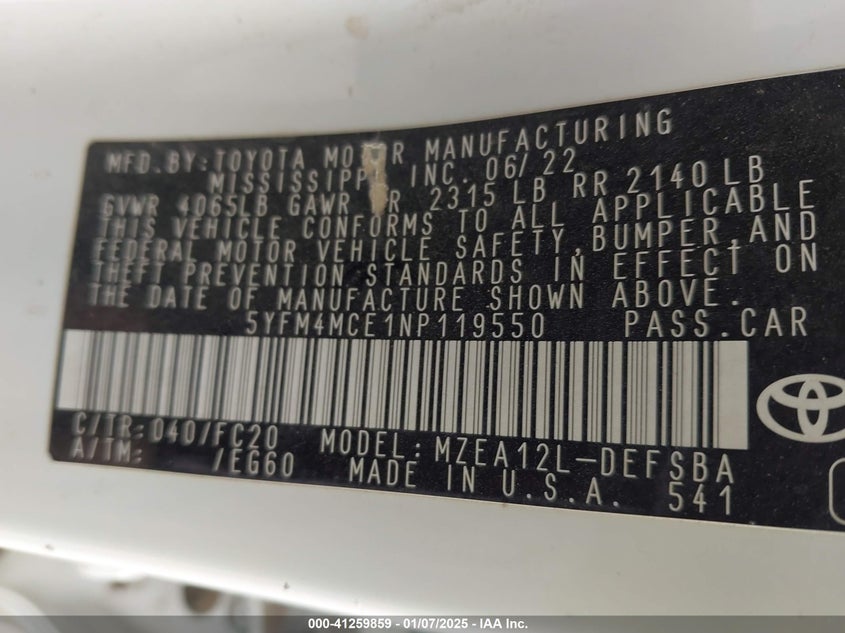 MFD. BY: TOYOTA MOTOR MANUFACTURING
MISSISSIPPI, INC. 06/22
GVWR 4065LB GAWR FR 2315 LB RR 2140LB
THIS VEHICLE CONFORMS TO ALL APPLICABLE
FEDERAL MOTOR VEHICLE SAFETY, BUMPER, AND
THEFT PREVENTION STANDARDS IN EFFECT ON
THE DATE OF MANUFACTURE SHOWN ABOVE.
5YFM4MCE1NP119550 PASS.CAR
C/TR: 040/FC20 MODEL: MZEA12L-DEFSBA
A/TM: /EG60 MADE IN U.S.A. 541
000-41259859 - 01/07/2025 - IAA Inc.